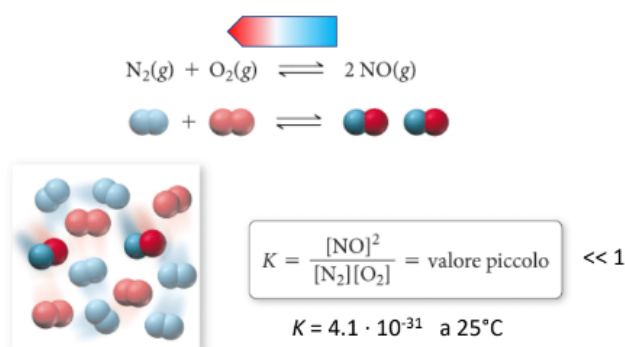 N₂(g) + O₂(g) ⇌ 2 NO(g)
+ ⇌
K = [NO]² / [N₂][O₂] = valore piccolo << 1
K = 4.1 · 10⁻³¹ a 25°C